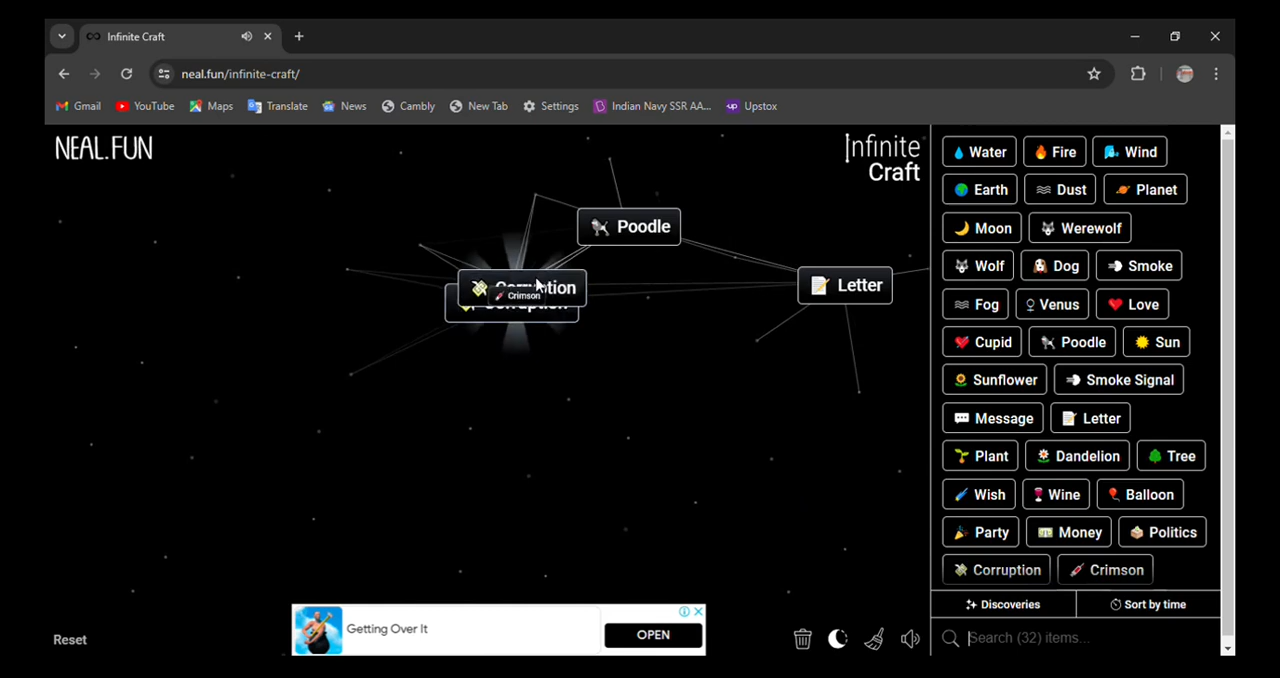 Infinite Craft
neal.fun/infinite-craft/
Gmail YouTube Maps Translate News Cambly New Tab Settings Indian Navy SSR AA... Upstox
NEAL.FUN
Infinite
Craft
Poodle
Letter
Corruption
Crimson
Corruption
Water Fire Wind
Earth Dust Planet
Moon Werewolf
Wolf Dog Smoke
Fog Venus Love
Cupid Poodle Sun
Sunflower Smoke Signal
Message Letter
Plant Dandelion Tree
Wish Wine Balloon
Party Money Politics
Corruption Crimson
Discoveries Sort by time
Search (32) items...
Getting Over It
OPEN
Reset